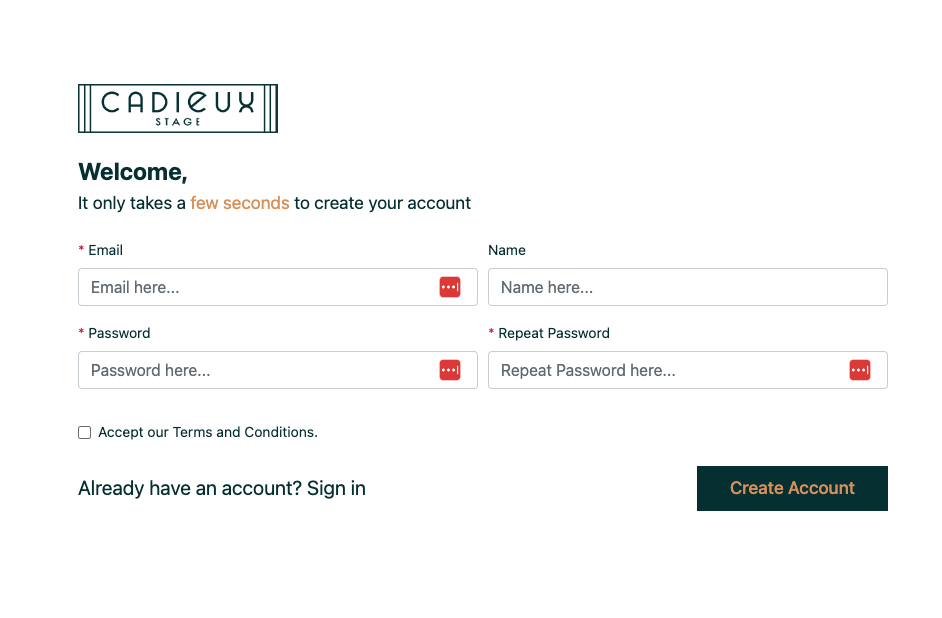 CADIEUX
STAGE
Welcome,
It only takes a few seconds to create your account
* Email
Name
Email here...
Name here...
* Password
* Repeat Password
Password here...
Repeat Password here...
Accept our Terms and Conditions.
Already have an account? Sign in
Create Account